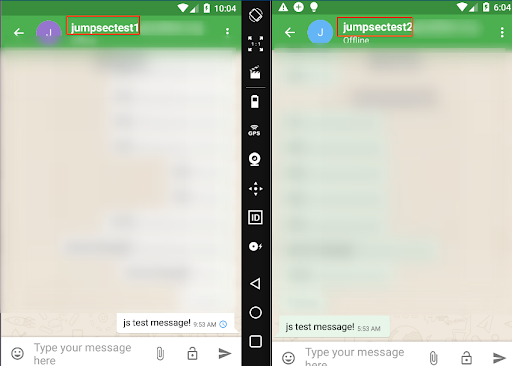 10:04
J
jumpsectest1
js test message! 9:53 AM
Type your message
here
1:1
GPS
ID
6:04
J
jumpsectest2
Offline
js test message! 5:53 AM
Type your message
here